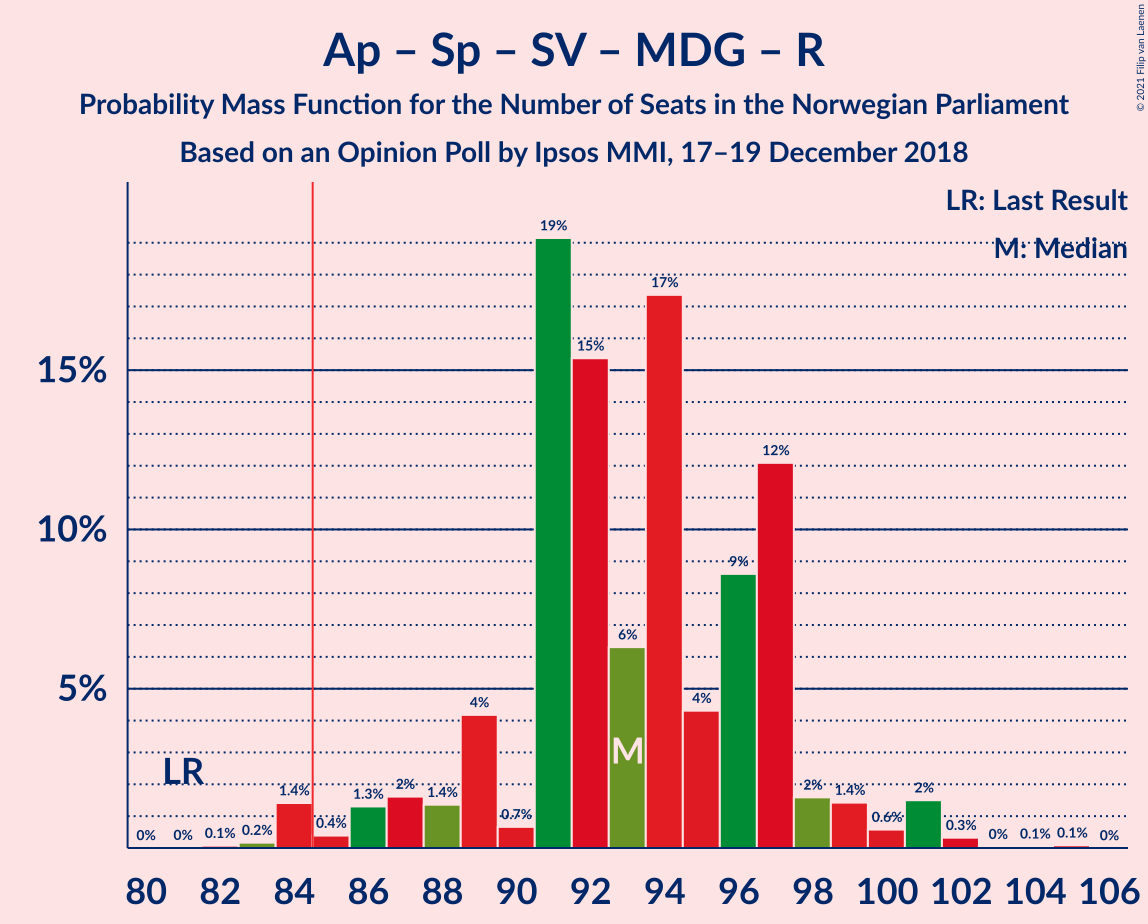 Ap – Sp – SV – MDG – R
Probability Mass Function for the Number of Seats in the Norwegian Parliament
Based on an Opinion Poll by Ipsos MMI, 17–19 December 2018
© 2021 Filip van Laenen
LR: Last Result
M: Median
15%
10%
5%
LR
M
0% 0% 0.1% 0.2% 1.4% 0.4% 1.3% 2% 1.4% 4% 0.7% 19% 15% 6% 17% 4% 9% 12% 2% 1.4% 0.6% 2% 0.3% 0% 0.1% 0.1% 0%
80 82 84 86 88 90 92 94 96 98 100 102 104 106